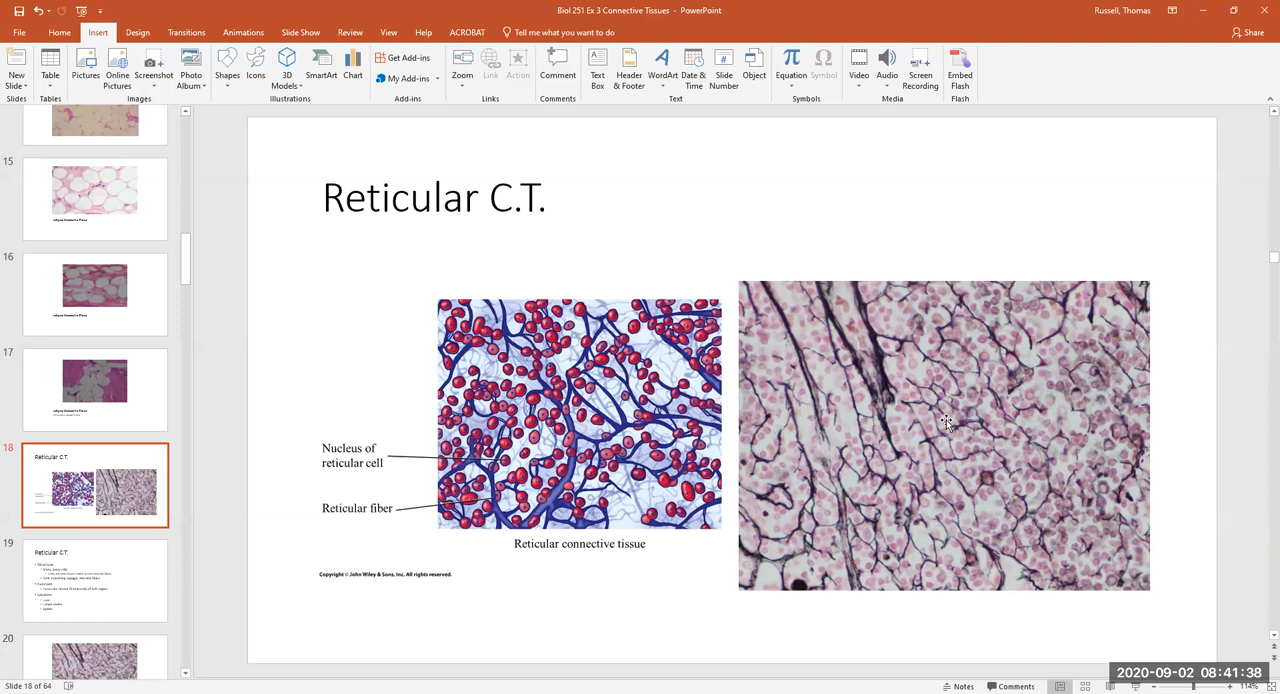 Biol 251 Ex 3 Connective Tissues - PowerPoint
Russell, Thomas
File Home Insert Design Transitions Animations Slide Show Review View Help ACROBAT Tell me what you want to do
Share
New Slide
Table
Pictures
Online Pictures
Screenshot
Photo Album
Shapes
Icons
3D Models
SmartArt
Chart
Get Add-ins
My Add-ins
Zoom
Link
Action
Comment
Text Box
Header & Footer
WordArt
Date & Time
Slide Number
Object
Equation
Symbol
Video
Audio
Screen Recording
Embed Flash
Slides Tables Images Illustrations Add-ins Links Comments Text Symbols Media Flash
15
16
17
18
Reticular C.T.
19
Reticular C.T.
20
Reticular C.T.
Nucleus of
reticular cell
Reticular fiber
Reticular connective tissue
Copyright © John Wiley & Sons, Inc. All rights reserved.
2020-09-02 08:41:38
Slide 18 of 64
Notes
Comments
114%